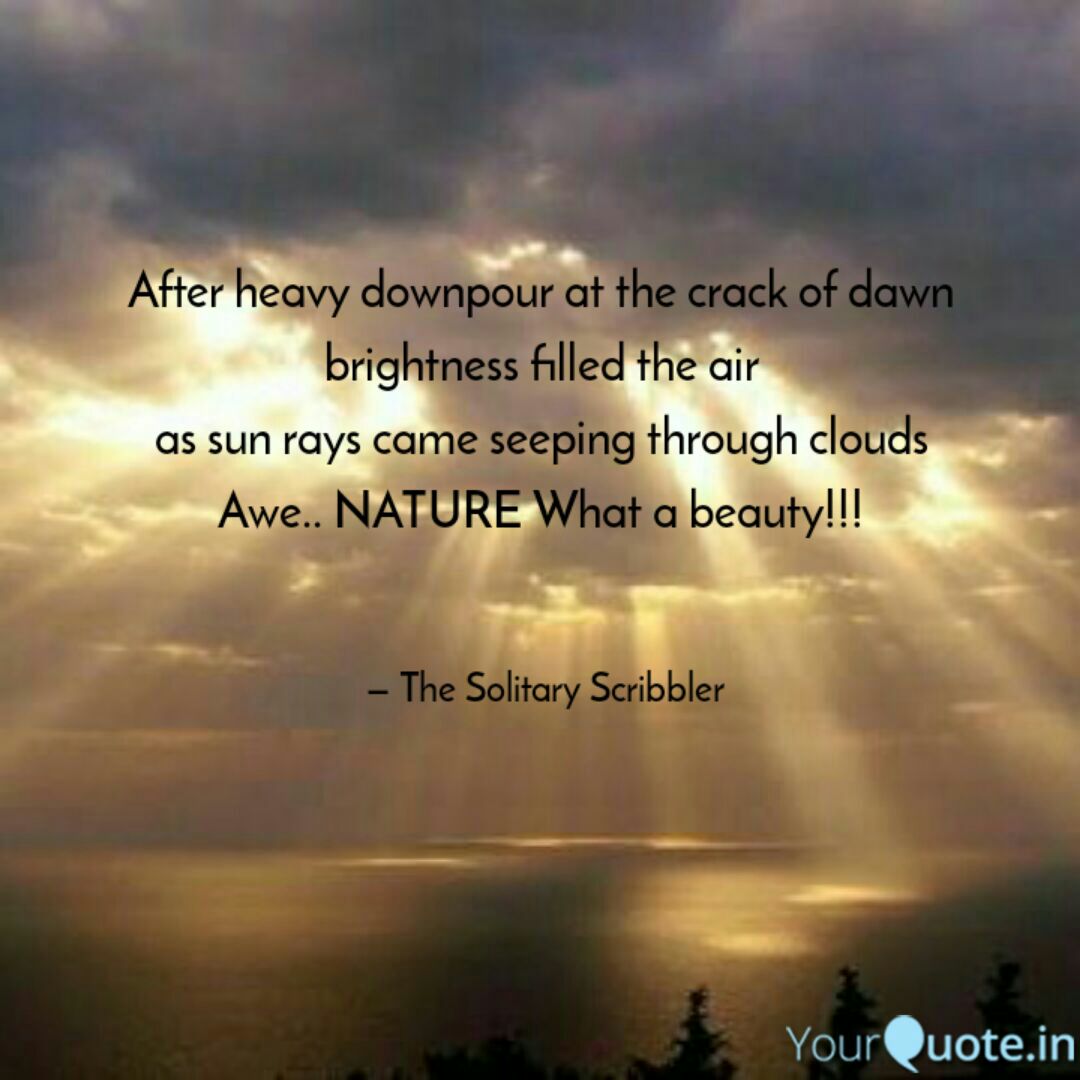 After heavy downpour at the crack of dawn
brightness filled the air
as sun rays came seeping through clouds
Awe.. NATURE What a beauty!!!
– The Solitary Scribbler
YourQuote.in